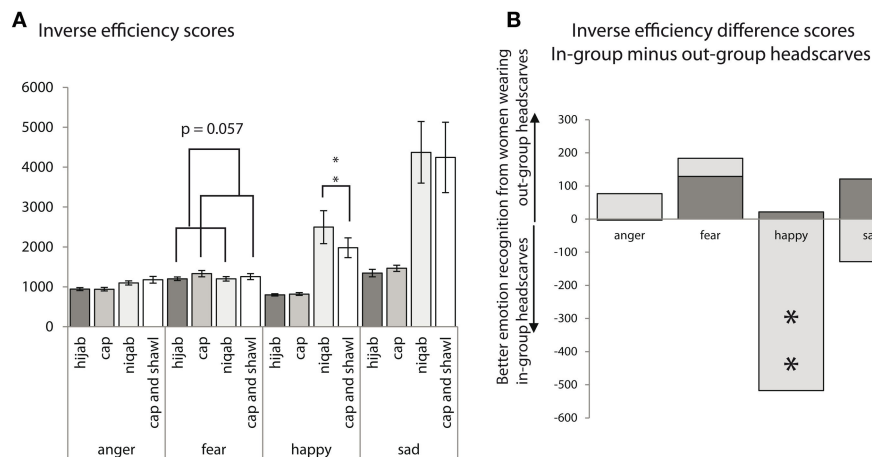 A
Inverse efficiency scores
6000
5000
4000
3000
2000
1000
0
p = 0.057
*
*
hijab
cap
niqab
cap and shawl
hijab
cap
niqab
cap and shawl
hijab
cap
niqab
cap and shawl
hijab
cap
niqab
cap and shawl
anger
fear
happy
sad
B
Inverse efficiency difference scores
In-group minus out-group headscarves
Better emotion recognition from women wearing
in-group headscarves out-group headscarves
300
200
100
0
-100
-200
-300
-400
-500
-600
anger
fear
happy
sa
*
*